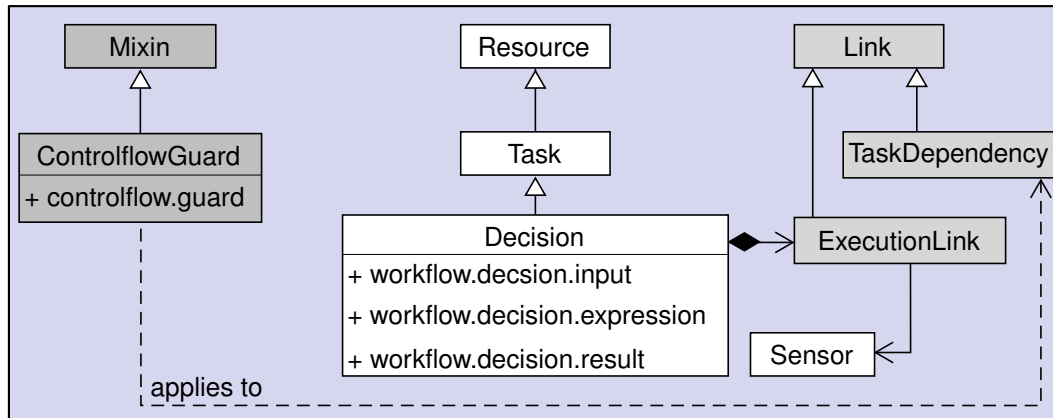 Mixin
Resource
Link
ControlflowGuard
+ controlflow.guard
Task
TaskDependency
Decision
+ workflow.decsion.input
+ workflow.decision.expression
+ workflow.decision.result
ExecutionLink
Sensor
applies to